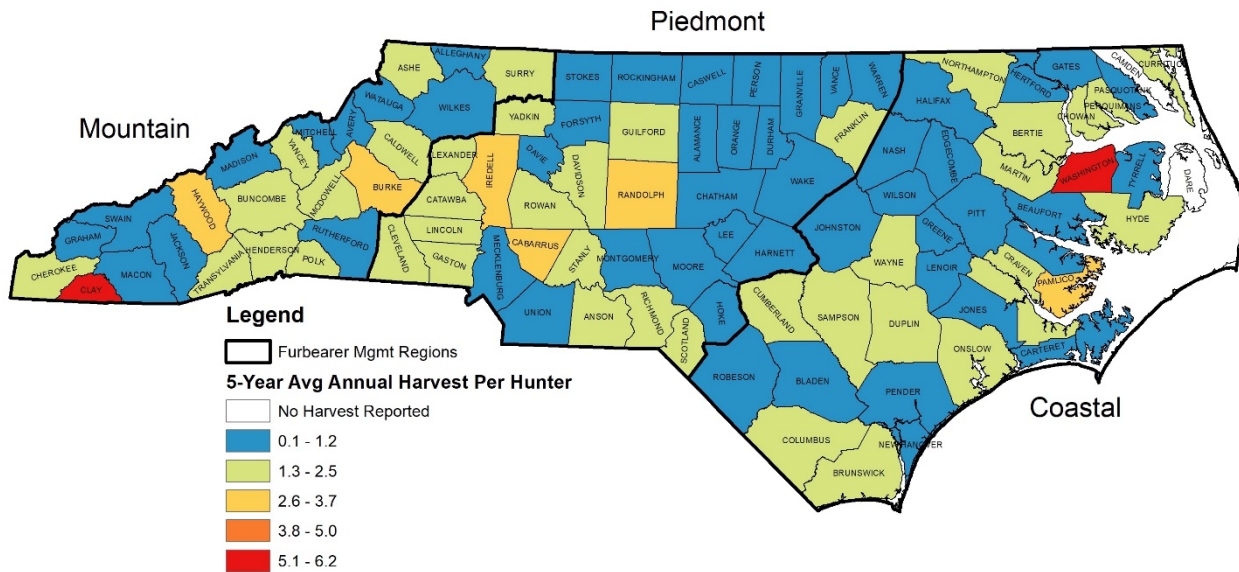 Piedmont
Mountain
Coastal
ASHE
ALLEGHANY
SURRY
STOKES
ROCKINGHAM
CASWELL
PERSON
GRANVILLE
VANCE
WARREN
NORTHAMPTON
HERTFORD
GATES
CAMDEN
CURRITUCK
PASQUOTANK
PERQUIMANS
CHOWAN
WATAUGA
WILKES
YADKIN
FORSYTH
GUILFORD
ALAMANCE
ORANGE
DURHAM
FRANKLIN
HALIFAX
BERTIE
MITCHELL
AVERY
CALDWELL
ALEXANDER
IREDELL
DAVIE
DAVIDSON
RANDOLPH
CHATHAM
WAKE
NASH
EDGECOMBE
MARTIN
WASHINGTON
TYRRELL
DARE
MADISON
YANCEY
MCDOWELL
BURKE
CATAWBA
ROWAN
WILSON
PITT
BEAUFORT
HYDE
HAYWOOD
BUNCOMBE
SWAIN
GRAHAM
JACKSON
RUTHERFORD
CLEVELAND
LINCOLN
GASTON
CABARRUS
STANLY
MONTGOMERY
MOORE
LEE
HARNETT
JOHNSTON
GREENE
WAYNE
LENOIR
CRAVEN
PAMLICO
CHEROKEE
CLAY
MACON
TRANSYLVANIA
HENDERSON
POLK
MECKLENBURG
UNION
ANSON
RICHMOND
SCOTLAND
HOKE
CUMBERLAND
SAMPSON
DUPLIN
JONES
ONSLOW
CARTERET
ROBESON
BLADEN
PENDER
NEW HANOVER
COLUMBUS
BRUNSWICK
Legend
Furbearer Mgmt Regions
5-Year Avg Annual Harvest Per Hunter
No Harvest Reported
0.1 - 1.2
1.3 - 2.5
2.6 - 3.7
3.8 - 5.0
5.1 - 6.2